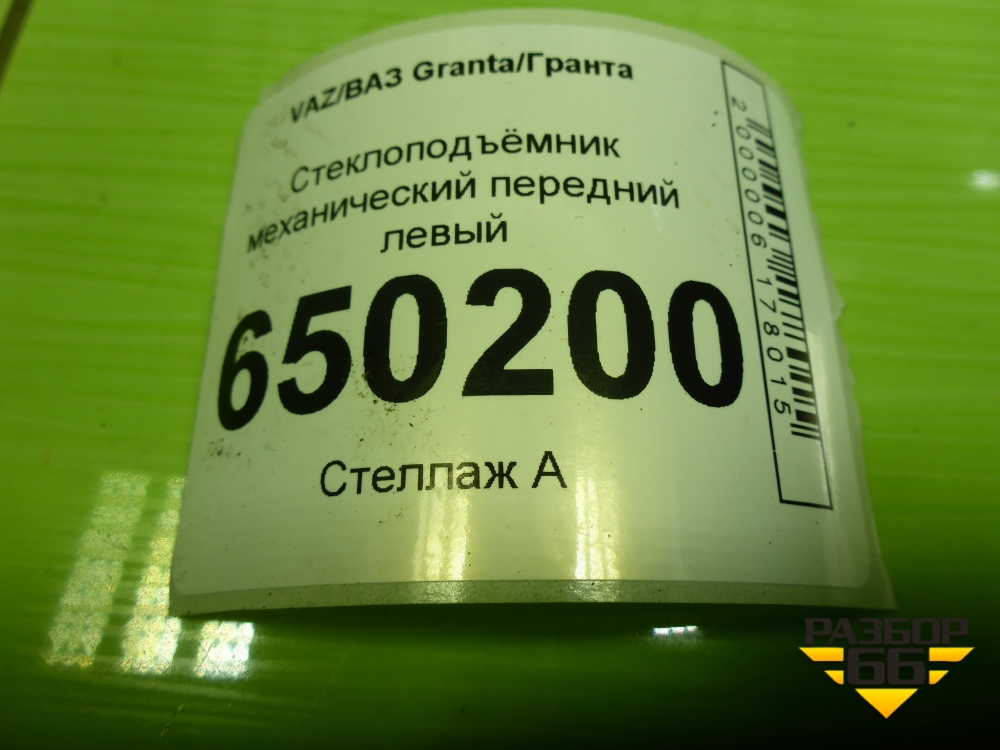 VAZ/ВАЗ Granta/Гранта
Стеклоподъёмник
механический передний
левый
650200
Стеллаж А
2000006178015
РАЗБОР
66